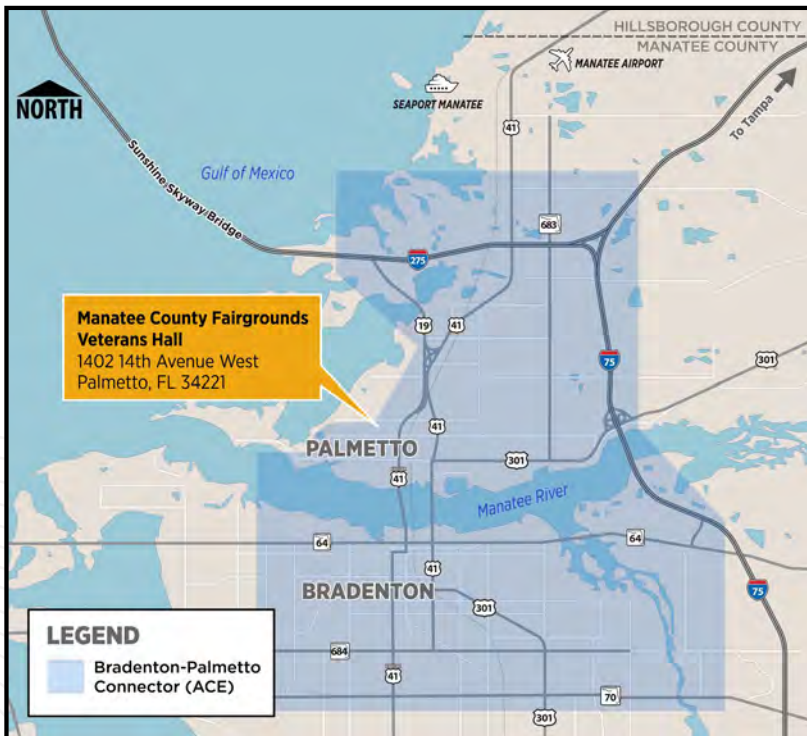 HILLSBOROUGH COUNTY
MANATEE COUNTY
MANATEE AIRPORT
SEAPORT MANATEE
NORTH
41
To Tampa
Sunshine Skyway Bridge
Gulf of Mexico
683
275
Manatee County Fairgrounds
Veterans Hall
1402 14th Avenue West
Palmetto, FL 34221
19
41
75
301
41
PALMETTO
301
41
Manatee River
64
64
41
BRADENTON
301
75
LEGEND
Bradenton-Palmetto
Connector (ACE)
684
41
70
301